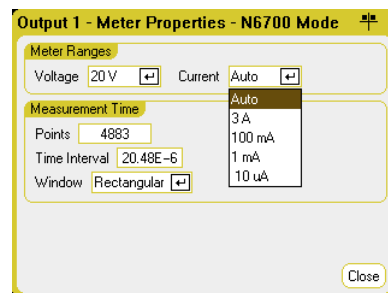 Output 1 - Meter Properties - N6700 Mode
Meter Ranges
Voltage 20 V Current Auto
Auto
3 A
100 mA
1 mA
10 uA
Measurement Time
Points 4883
Time Interval 20.48E-6
Window Rectangular
Close